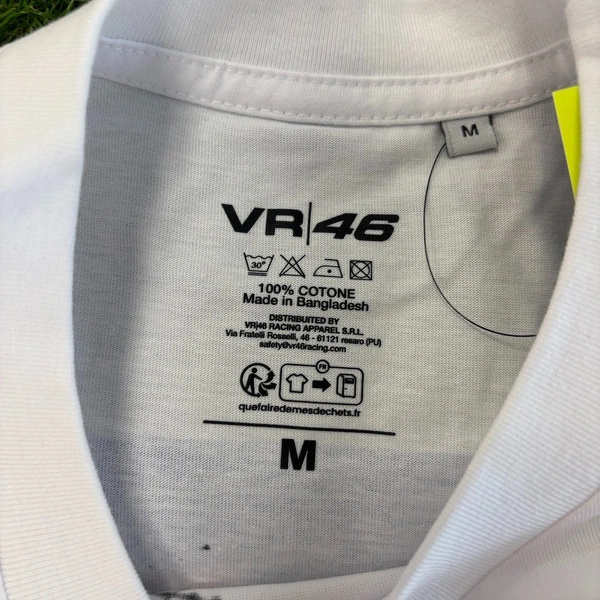 M
VR|46
30°
100% COTONE
Made in Bangladesh
DISTRIBUTED BY
VR|46 RACING APPAREL S.R.L.
Via Fratelli Rosselli, 46 - 61121 resaro (PU)
safety@vr46racing.com
FR
quefairedemesdechets.fr
M